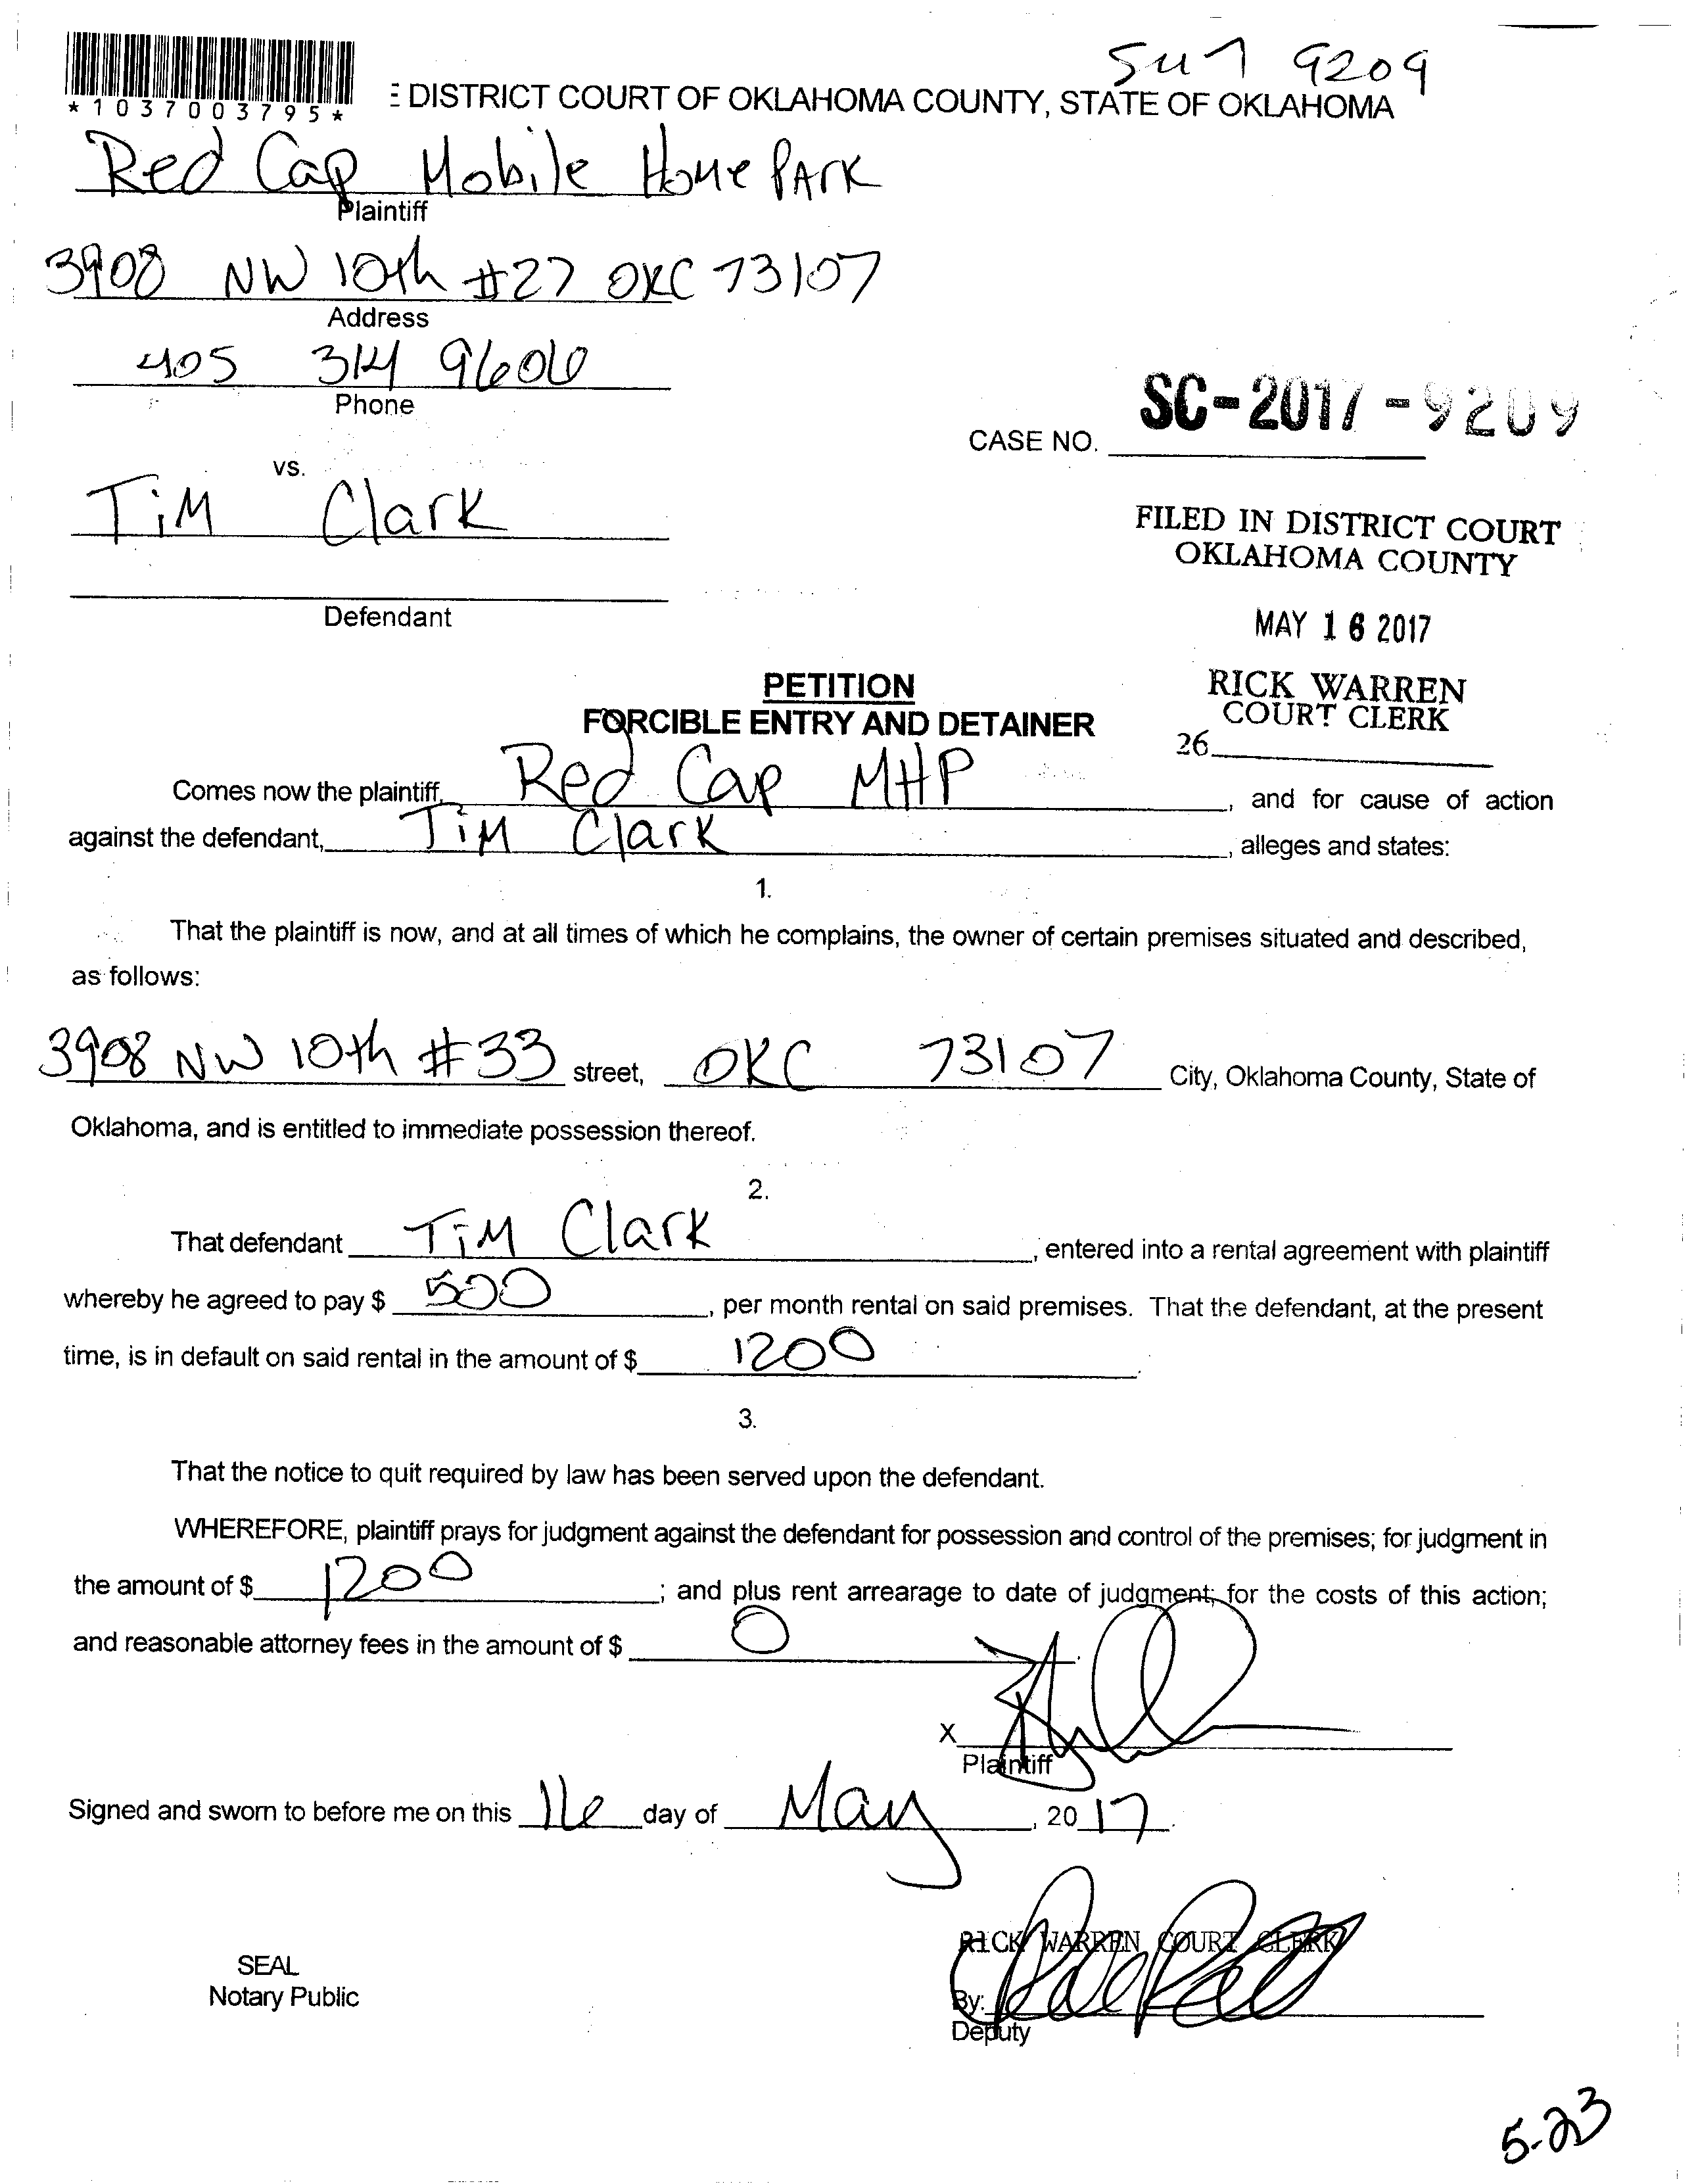 9209
*1037003795*
E DISTRICT COURT OF OKLAHOMA COUNTY, STATE OF OKLAHOMA
Red Cap Mobile Home Park
Plaintiff
3908 NW 10th #27 OKC 73107
Address
405 314 9606
Phone
SC-2017-9209
CASE NO.
vs.
Tim Clark
Defendant
FILED IN DISTRICT COURT
OKLAHOMA COUNTY
MAY 16 2017
RICK WARREN
COURT CLERK
26
PETITION
FORCIBLE ENTRY AND DETAINER
Comes now the plaintiff, Red Cap MHP, and for cause of action
against the defendant, Tim Clark, alleges and states:
1.
That the plaintiff is now, and at all times of which he complains, the owner of certain premises situated and described,
as follows:
3908 NW 10th #33 street, OKC 73107 City, Oklahoma County, State of
Oklahoma, and is entitled to immediate possession thereof.
2.
That defendant Tim Clark, entered into a rental agreement with plaintiff
whereby he agreed to pay $ 500, per month rental on said premises. That the defendant, at the present
time, is in default on said rental in the amount of $ 1200.
3.
That the notice to quit required by law has been served upon the defendant.
WHEREFORE, plaintiff prays for judgment against the defendant for possession and control of the premises; for judgment in
the amount of $ 1200; and plus rent arrearage to date of judgment; for the costs of this action;
and reasonable attorney fees in the amount of $ 0.
X
Plaintiff
Signed and sworn to before me on this 16 day of May, 20 17.
SEAL
Notary Public
RICK WARREN COURT CLERK
By:
Deputy
5-23